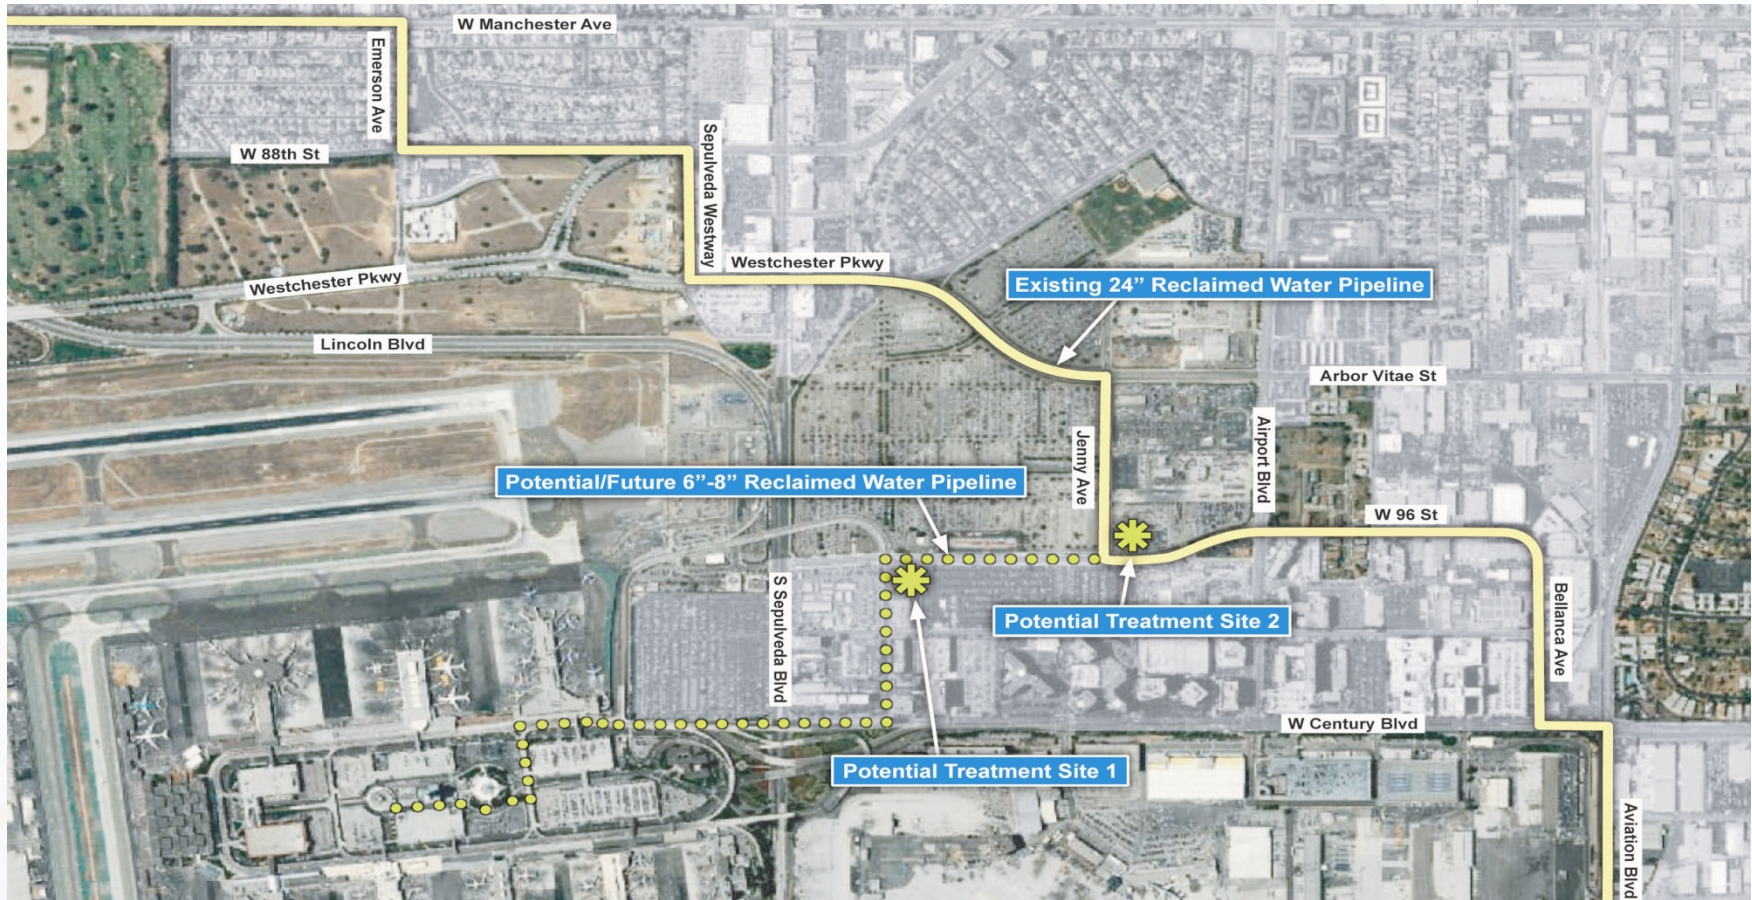 W Manchester Ave
Emerson Ave
W 88th St
Sepulveda Westway
Westchester Pkwy
Westchester Pkwy
Existing 24” Reclaimed Water Pipeline
Lincoln Blvd
Arbor Vitae St
Jenny Ave
Airport Blvd
Potential/Future 6”-8” Reclaimed Water Pipeline
W 96 St
S Sepulveda Blvd
Potential Treatment Site 2
Bellanca Ave
W Century Blvd
Potential Treatment Site 1
Aviation Blvd